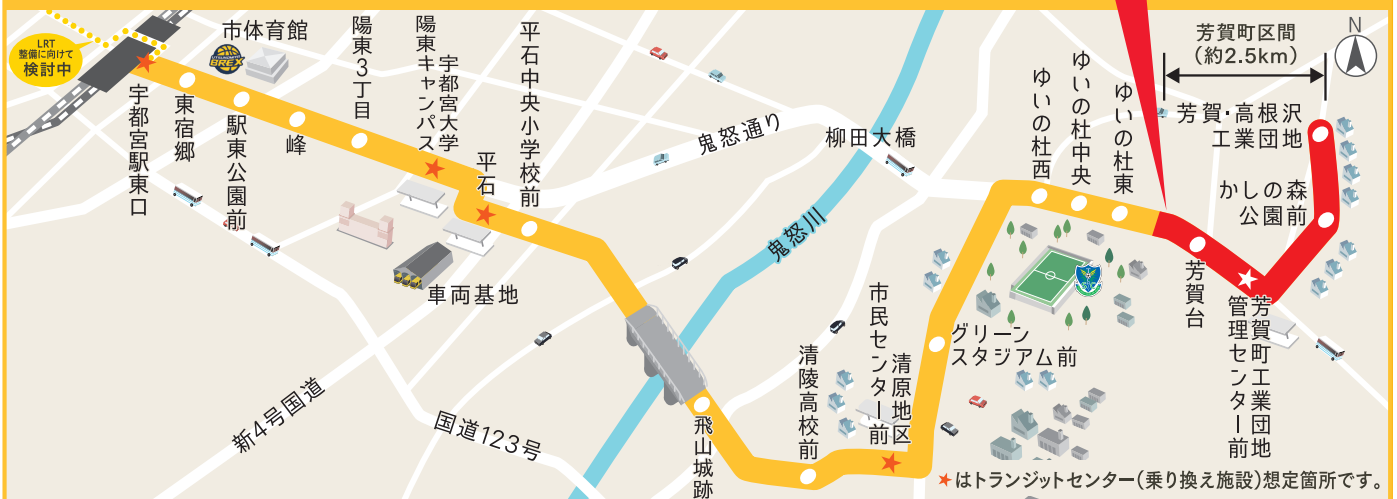 LRT
整備に向けて
検討中
市体育館
UTSUNOMIYA
BREX
宇都宮駅東口
東宿郷
駅東公園前
峰
陽東3丁目
宇都宮大学
陽東キャンパス
平石
平石中央小学校前
車両基地
鬼怒通り
柳田大橋
鬼怒川
新4号国道
国道123号
飛山城跡
清陵高校前
清原地区
市民センター前
グリーン
スタジアム前
ゆいの杜西
ゆいの杜中央
ゆいの杜東
芳賀台
芳賀町工業団地
管理センター前
かしの森
公園前
芳賀・高根沢
工業団地
芳賀町区間
(約2.5km)
N
★はトランジットセンター(乗り換え施設)想定箇所です。